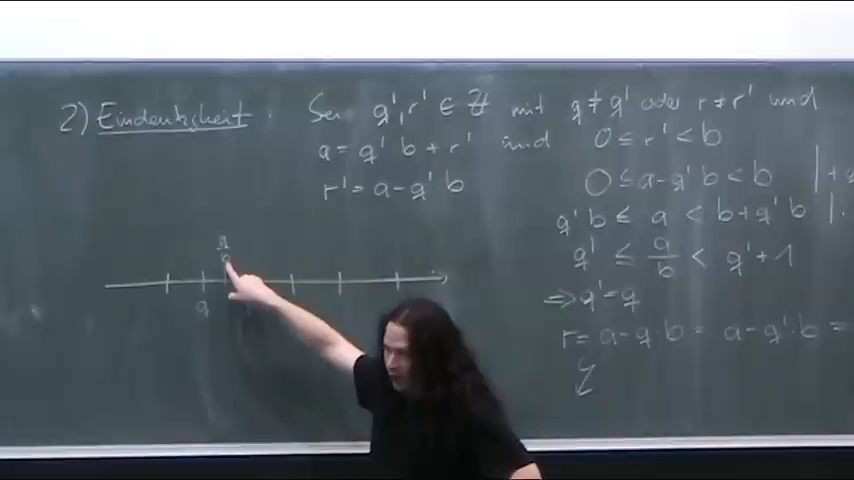 2) Eindeutigkeit: Sei q', r' ∈ ℤ mit q ≠ q' oder r ≠ r' und
a = q' b + r' und 0 ≤ r' < b
r' = a - q' b 0 ≤ a - q' b < b | +
q' b ≤ a < b + q' b | ·
q' ≤ a/b < q' + 1
⇒ q' = q
r = a - q · b = a - q' · b =
a/b
q